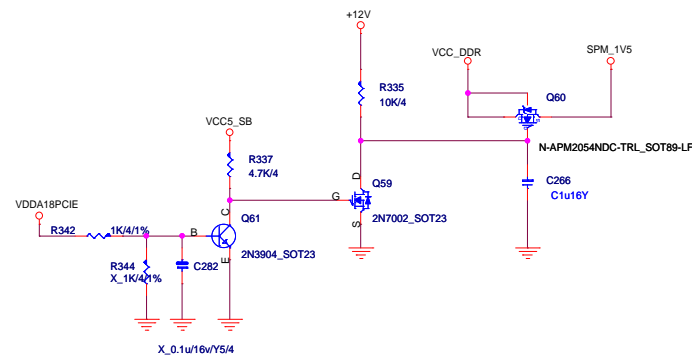 +12V
VCC_DDR
SPM_1V5
R335
10K/4
Q60
VCC5_SB
N-APM2054NDC-TRL_SOT89-LF
R337
4.7K/4
D
Q59
C266
C1u16Y
G
VDDA18PCIE
C
Q61
2N7002_SOT23
S
R342
1K/4/1%
B
2N3904_SOT23
E
R344
X_1K/4/1%
C282
X_0.1u/16v/Y5/4